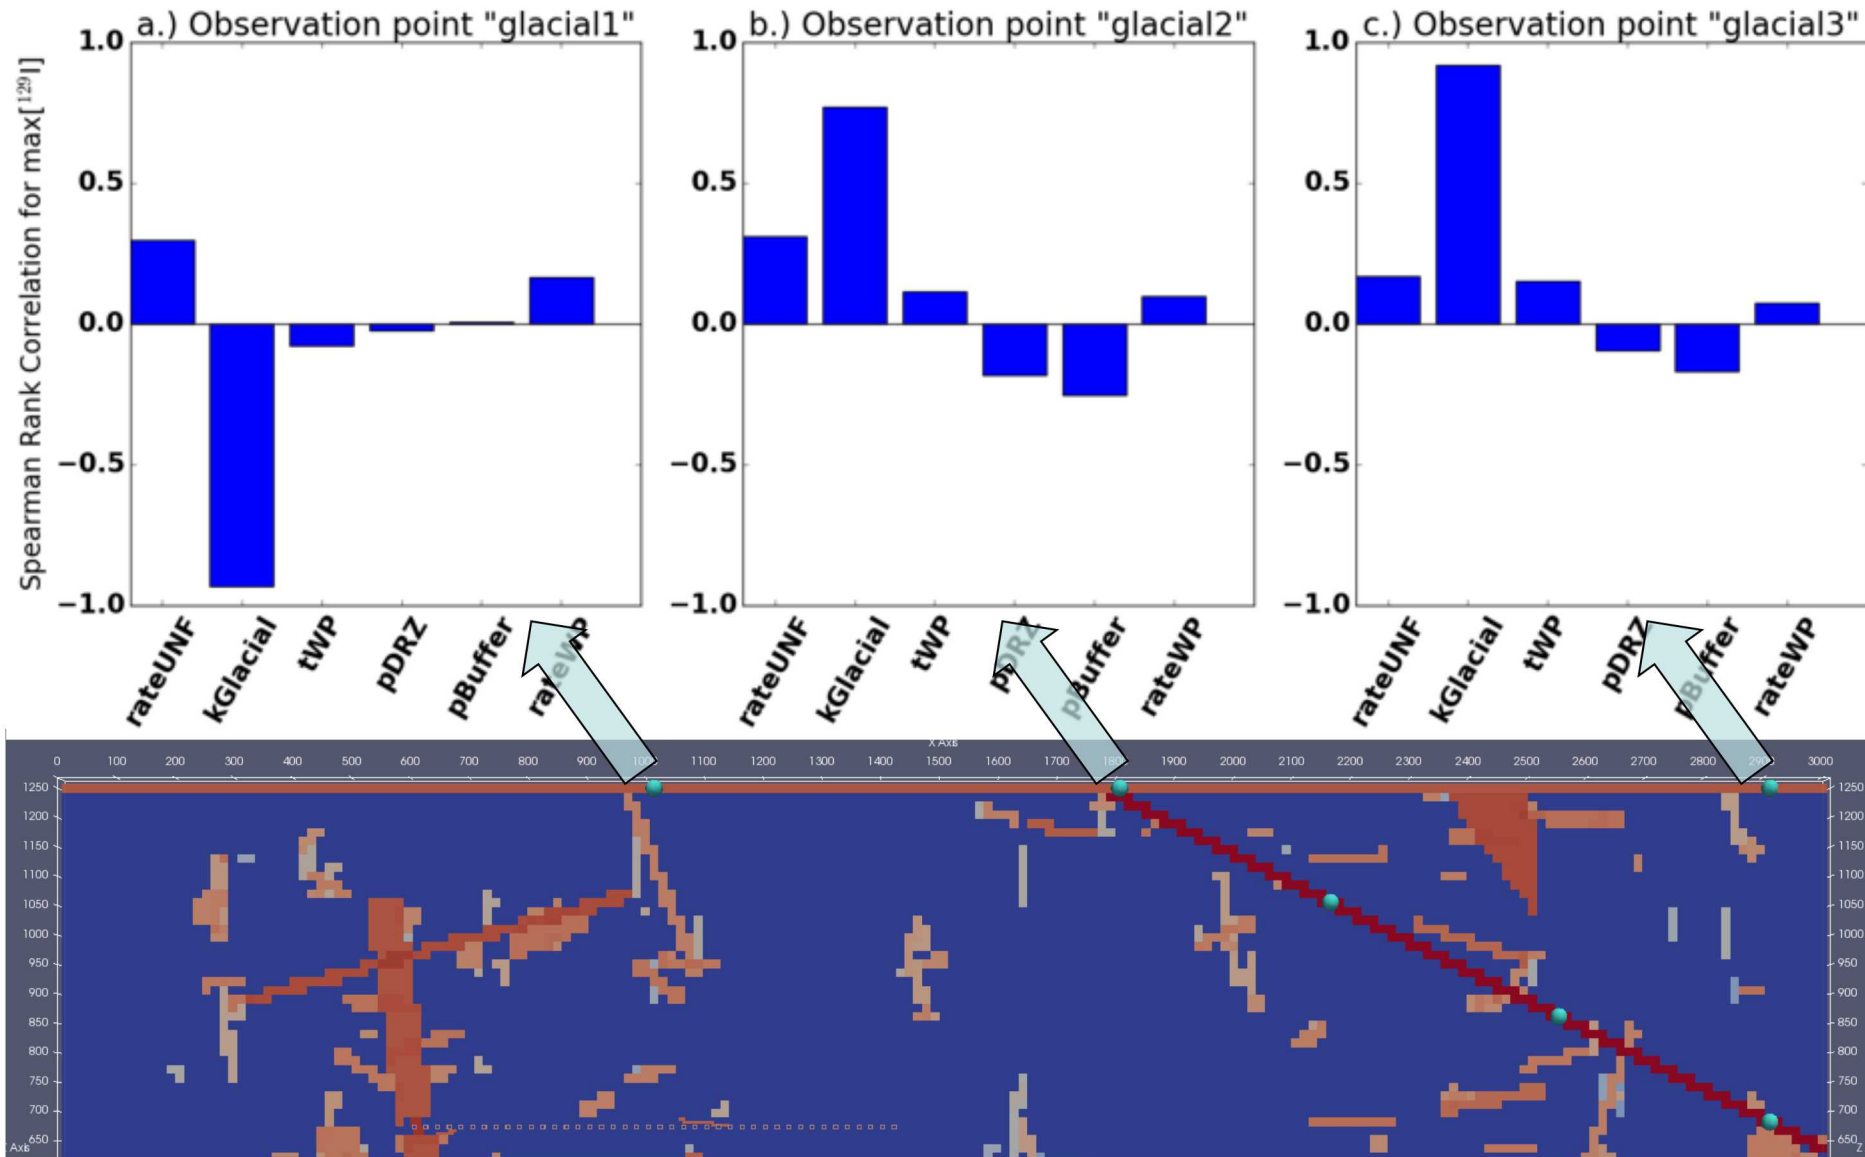 a.) Observation point "glacial1"
b.) Observation point "glacial2"
c.) Observation point "glacial3"
Spearman Rank Correlation for max[¹²⁹I]
1.0
0.5
0.0
−0.5
−1.0
rateUNF
kGlacial
tWP
pDRZ
pBuffer
rateWP
1.0
0.5
0.0
−0.5
−1.0
rateUNF
kGlacial
tWP
pDRZ
pBuffer
rateWP
1.0
0.5
0.0
−0.5
−1.0
rateUNF
kGlacial
tWP
pDRZ
pBuffer
rateWP
X Axis
0 100 200 300 400 500 600 700 800 900 1000 1100 1200 1300 1400 1500 1600 1700 1800 1900 2000 2100 2200 2300 2400 2500 2600 2700 2800 2900 3000
1250 1250
1200 1200
1150 1150
1100 1100
1050 1050
1000 1000
950 950
900 900
850 850
800 800
750 750
700 700
650 650
Axis Z